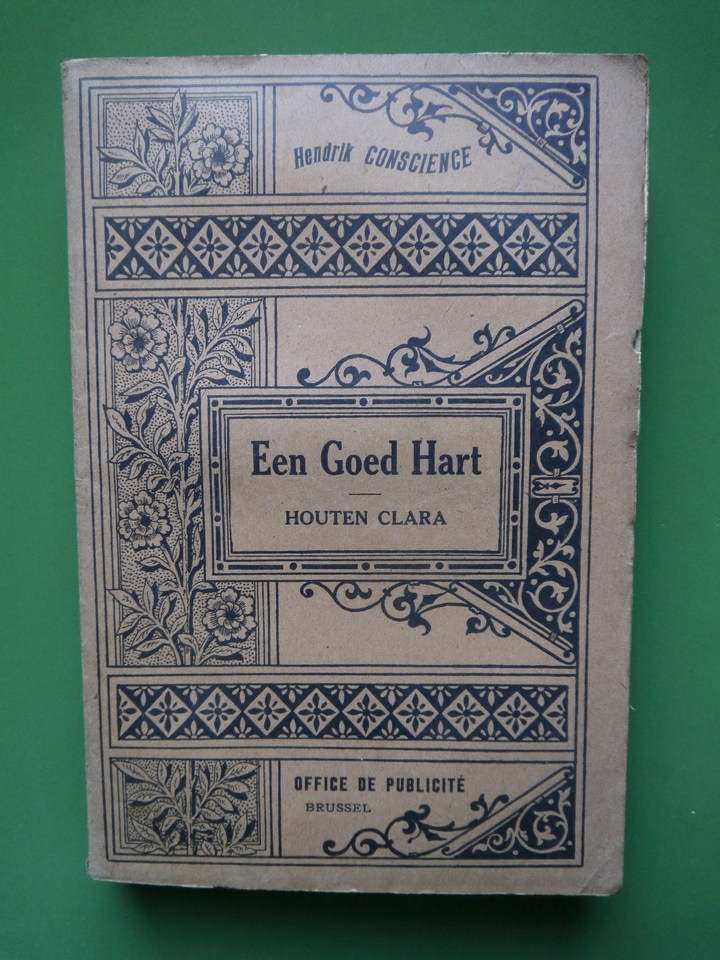 Hendrik CONSCIENCE
Een Goed Hart
HOUTEN CLARA
OFFICE DE PUBLICITÉ
BRUSSEL